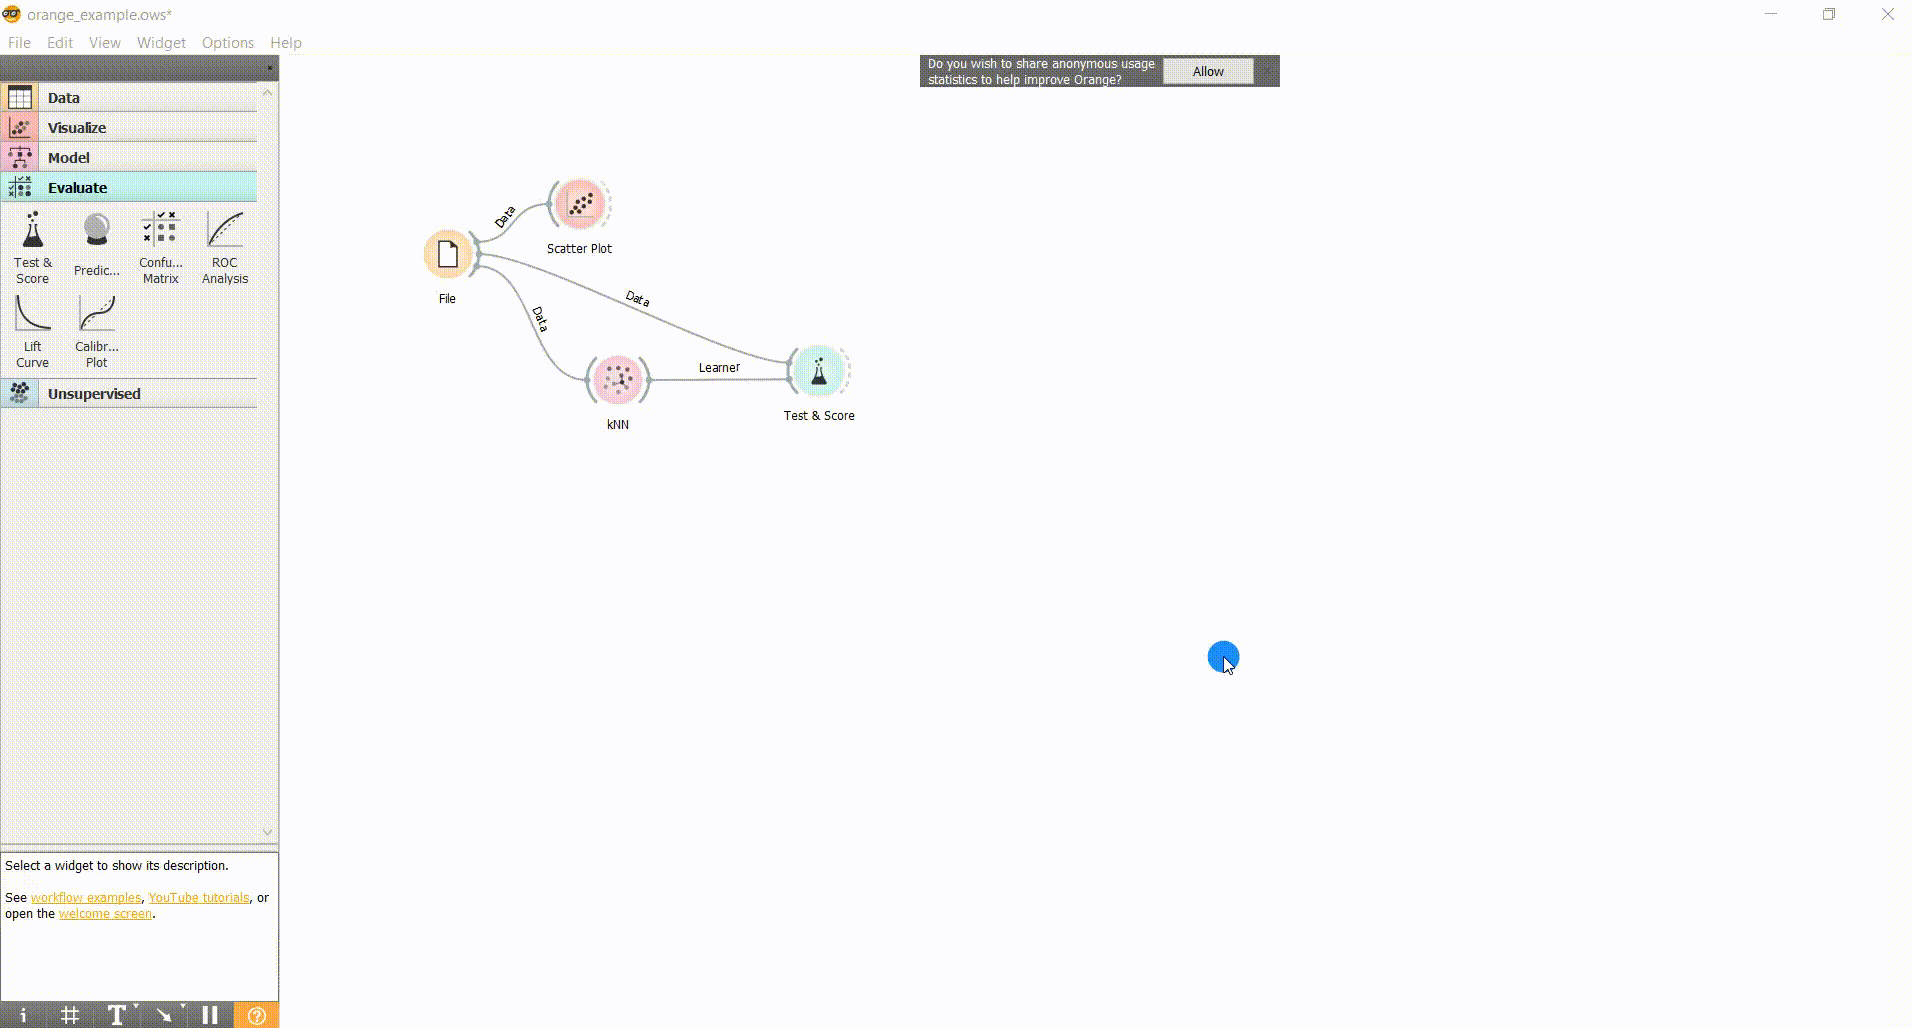 orange_example.ows*
File Edit View Widget Options Help
Do you wish to share anonymous usage
statistics to help improve Orange?
Allow
Data
Visualize
Model
Evaluate
Test &
Score
Predic...
Confu...
Matrix
ROC
Analysis
Lift
Curve
Calibr...
Plot
Unsupervised
Data
Scatter Plot
File
Data
Data
Learner
kNN
Test & Score
Select a widget to show its description.
See workflow examples, YouTube tutorials, or
open the welcome screen.
i # T ?